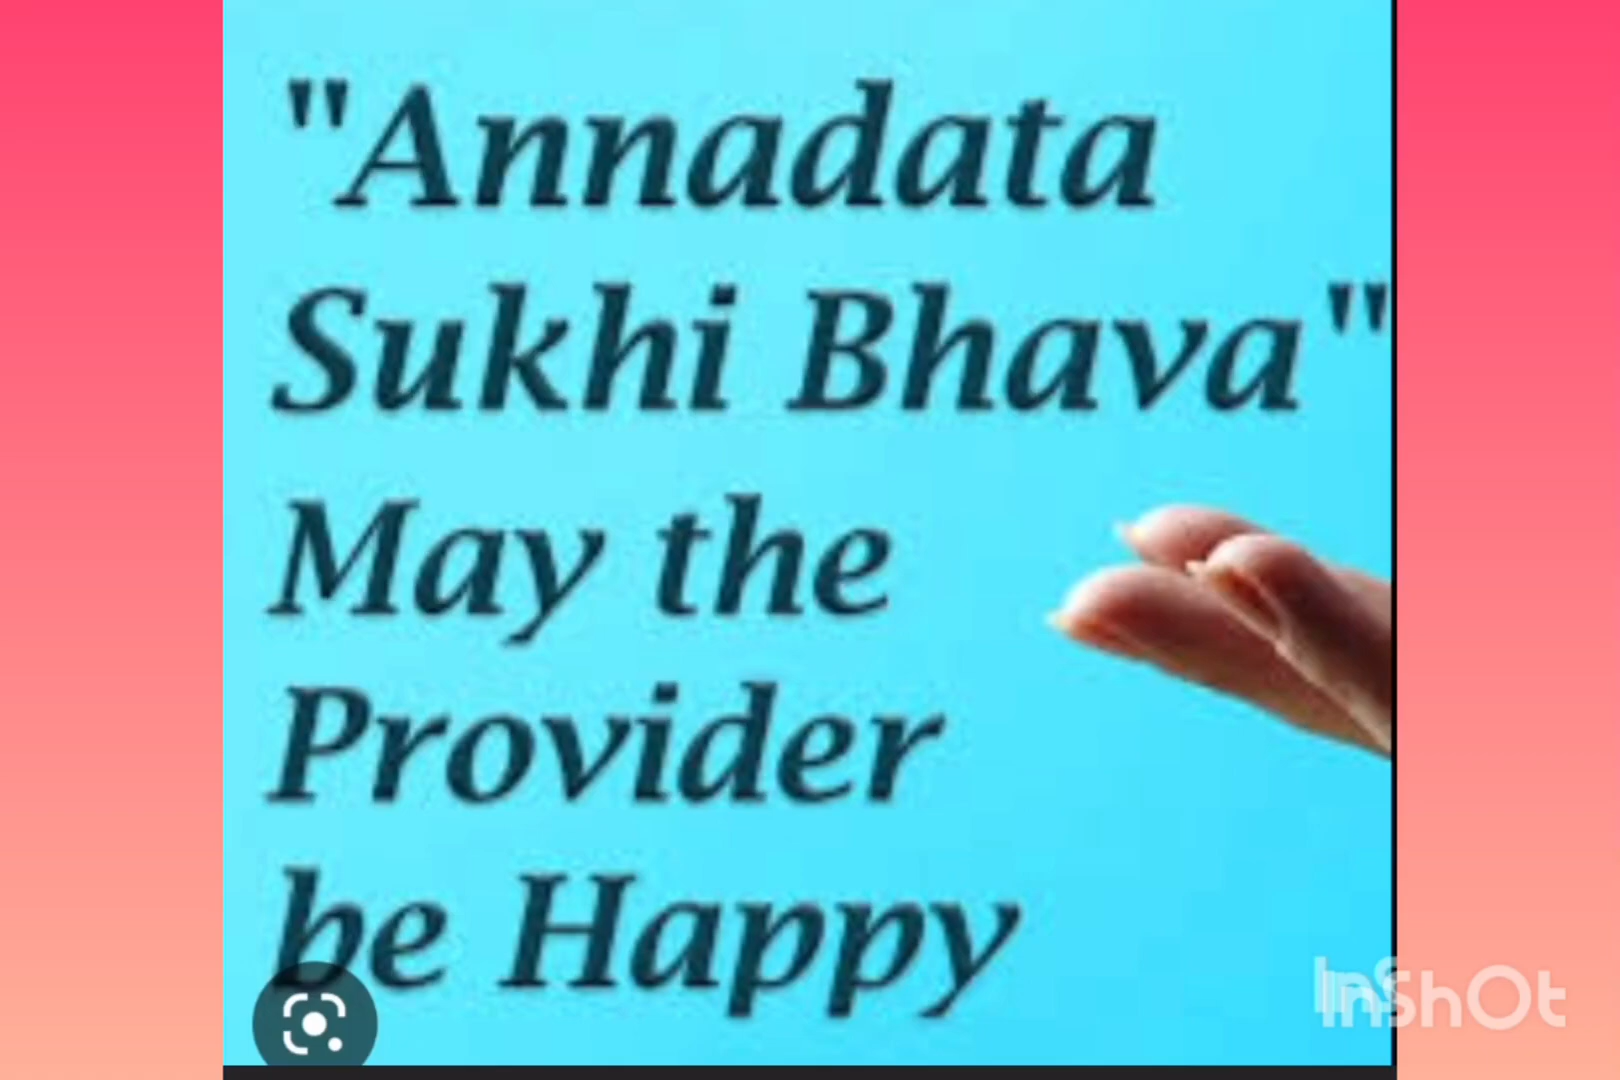 "Annadata
Sukhi Bhava"
May the
Provider
be Happy
InShOt